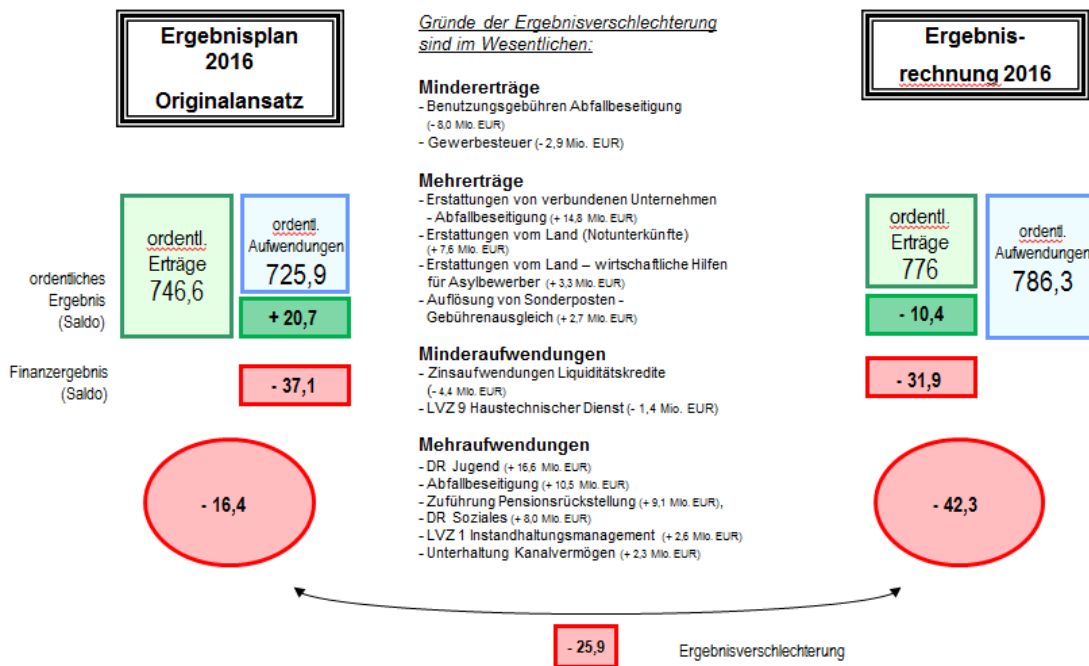 Ergebnisplan
2016
Originalansatz
Gründe der Ergebnisverschlechterung
sind im Wesentlichen:
Ergebnis-
rechnung 2016
Mindererträge
- Benutzungsgebühren Abfallbeseitigung
(- 8,0 Mio. EUR)
- Gewerbesteuer (- 2,9 Mio. EUR)
Mehrerträge
- Erstattungen von verbundenen Unternehmen
- Abfallbeseitigung (+ 14,8 Mio. EUR)
- Erstattungen vom Land (Notunterkünfte)
(+ 7,6 Mio. EUR)
- Erstattungen vom Land – wirtschaftliche Hilfen
für Asylbewerber (+ 3,3 Mio. EUR)
- Auflösung von Sonderposten -
Gebührenausgleich (+ 2,7 Mio. EUR)
Minderaufwendungen
- Zinsaufwendungen Liquiditätskredite
(- 4,4 Mio. EUR)
- LVZ 9 Haustechnischer Dienst (- 1,4 Mio. EUR)
Mehraufwendungen
- DR Jugend (+ 16,6 Mio. EUR)
- Abfallbeseitigung (+ 10,5 Mio. EUR)
- Zuführung Pensionsrückstellung (+ 9,1 Mio. EUR),
- DR Soziales (+ 8,0 Mio. EUR)
- LVZ 1 Instandhaltungsmanagement (+ 2,6 Mio. EUR)
- Unterhaltung Kanalvermögen (+ 2,3 Mio. EUR)
ordentliches
Ergebnis
(Saldo)
ordentl.
Erträge
746,6
ordentl.
Aufwendungen
725,9
+ 20,7
Finanzergebnis
(Saldo)
- 37,1
- 16,4
ordentl.
Erträge
776
- 10,4
ordentl.
Aufwendungen
786,3
- 31,9
- 42,3
- 25,9
Ergebnisverschlechterung